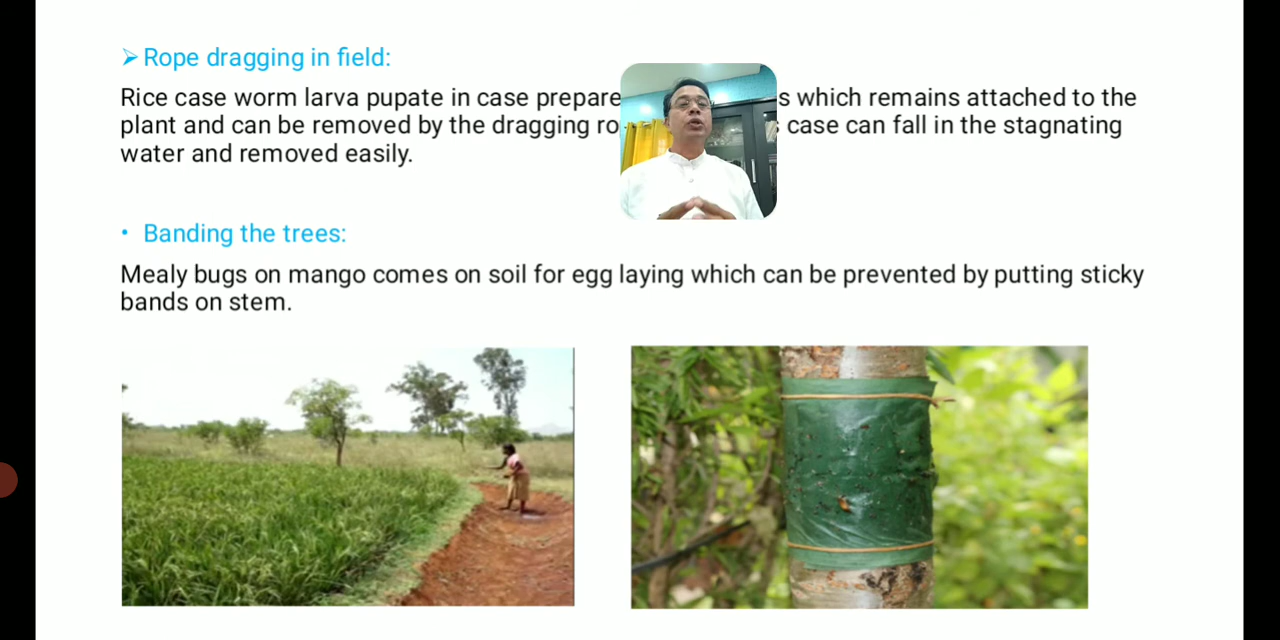 Rope dragging in field:
Rice case worm larva pupate in case prepare s which remains attached to the
plant and can be removed by the dragging ro case can fall in the stagnating
water and removed easily.
Banding the trees:
Mealy bugs on mango comes on soil for egg laying which can be prevented by putting sticky
bands on stem.